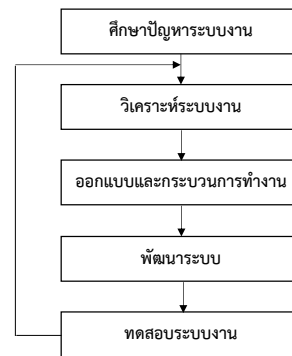 ศึกษาปัญหาระบบงาน
วิเคราะห์ระบบงาน
ออกแบบและกระบวนการทำงาน
พัฒนาระบบ
ทดสอบระบบงาน